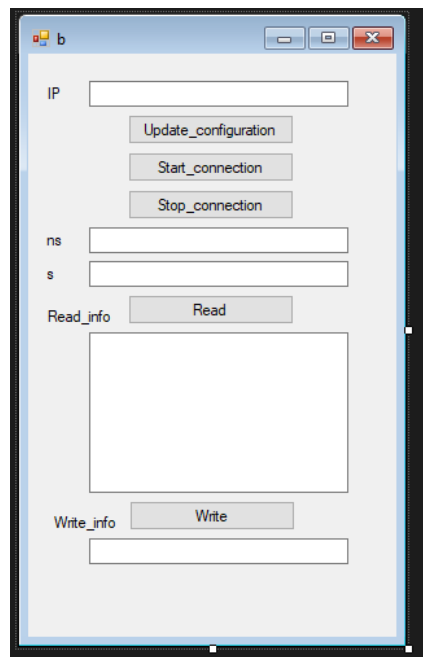 b
IP
Update_configuration
Start_connection
Stop_connection
ns
s
Read_info Read
Write_info Write